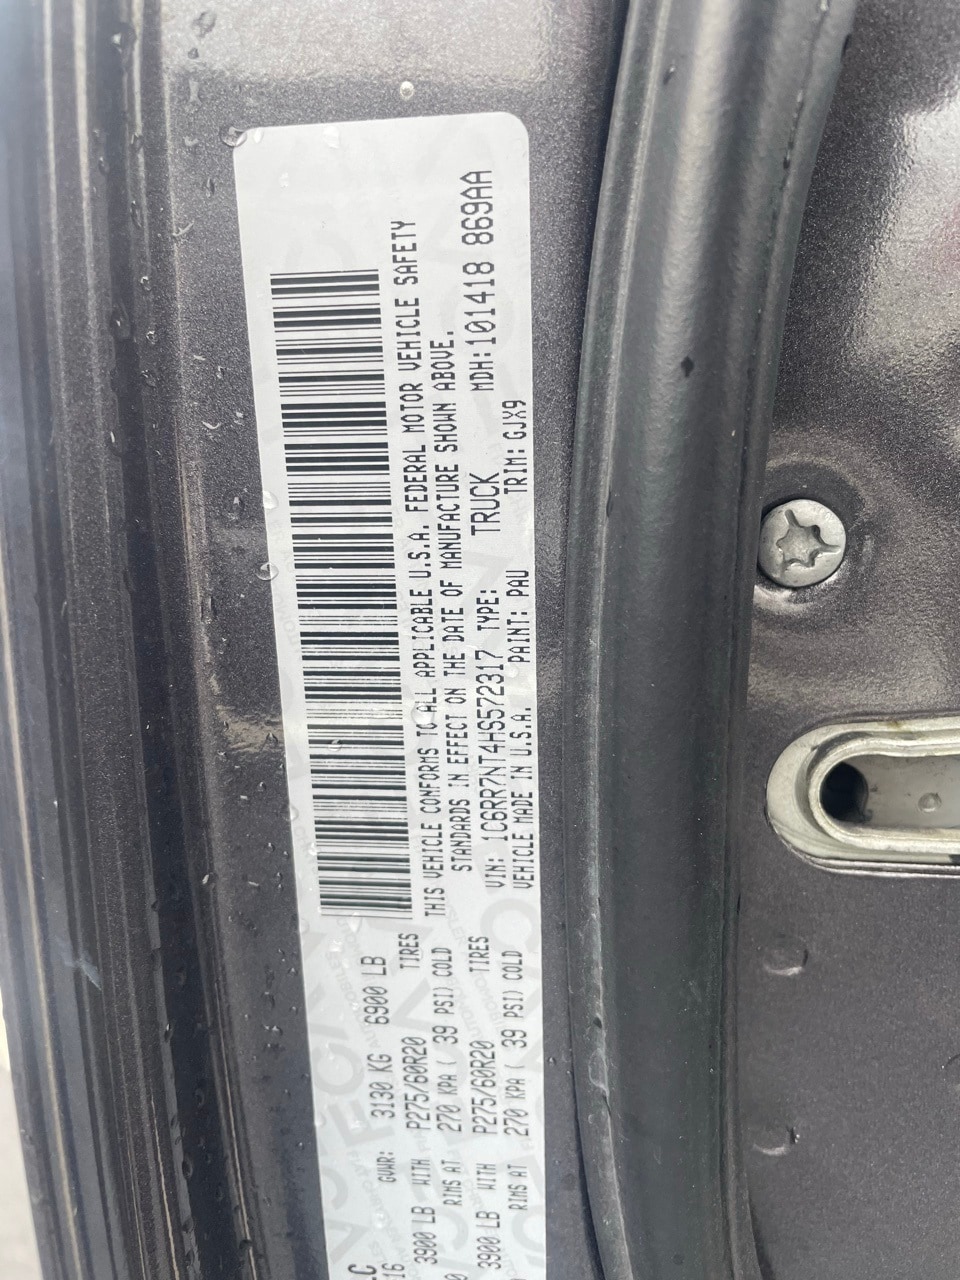 LC
16 GVWR: 3130 KG 6900 LB
3900 LB WITH P275/60R20 TIRES
0 RIMS AT 270 KPA ( 39 PSI) COLD
3900 LB WITH P275/60R20 TIRES
RIMS AT 270 KPA ( 39 PSI) COLD
THIS VEHICLE CONFORMS TO ALL APPLICABLE U.S.A. FEDERAL MOTOR VEHICLE SAFETY
STANDARDS IN EFFECT ON THE DATE OF MANUFACTURE SHOWN ABOVE.
VIN: 1C6RR7NT4HS572317 TYPE: TRUCK MDH:101418 869AA
VEHICLE MADE IN U.S.A. PAINT: PAU TRIM: GJX9